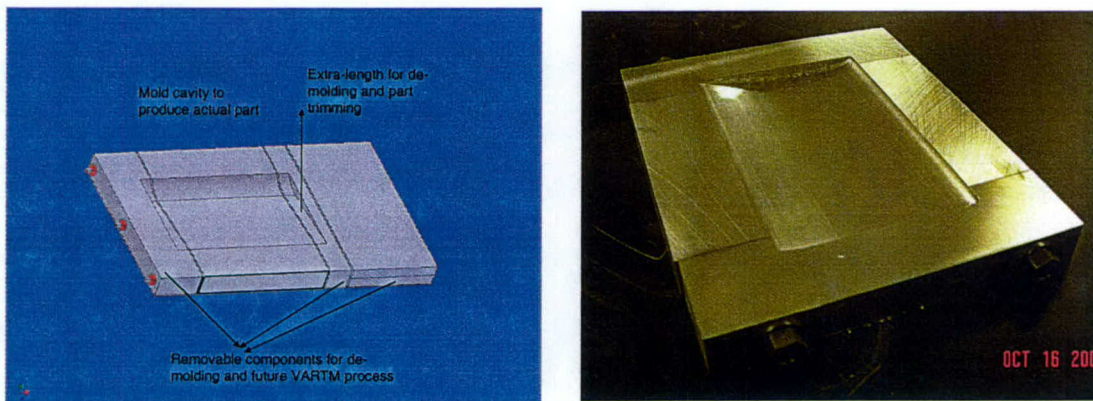 Mold cavity to
produce actual part
Extra-length for de-
molding and part
trimming
Removable components for de-
molding and future VARTM process
OCT 16 200